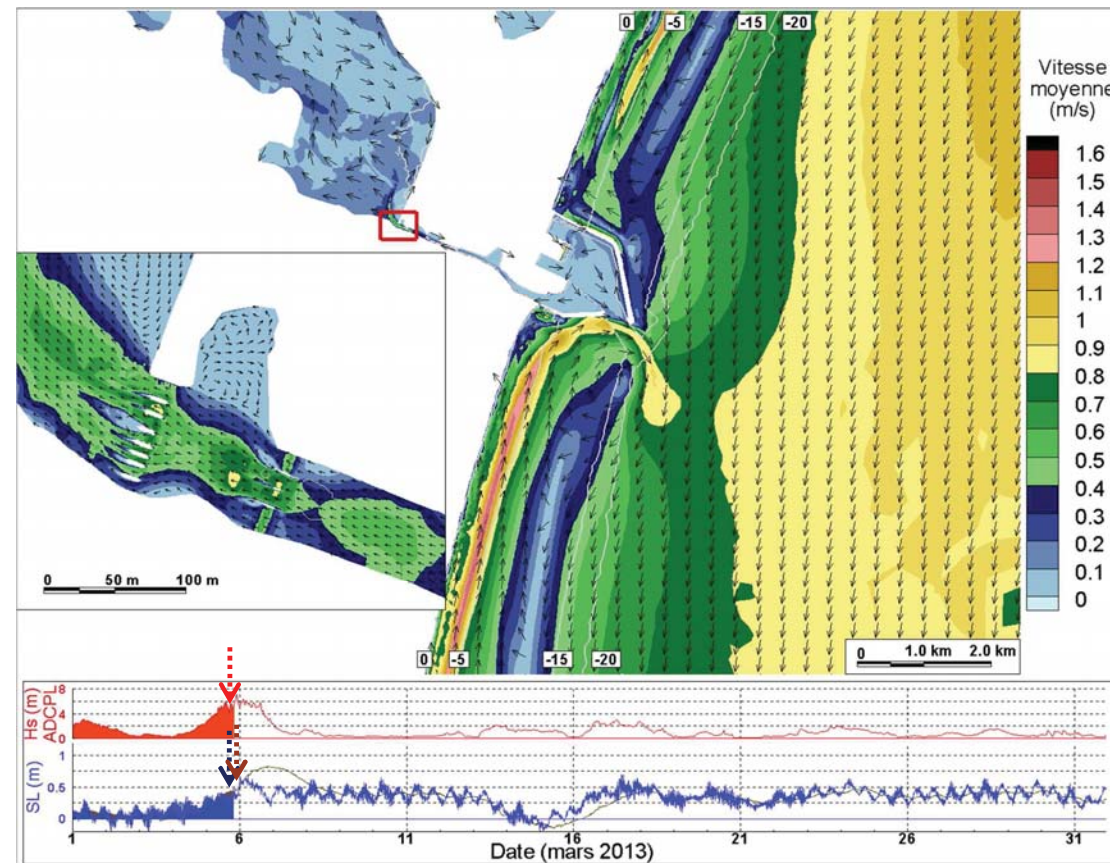 0 -5 -15 -20
Vitesse
moyenne
(m/s)
1.6
1.5
1.4
1.3
1.2
1.1
1
0.9
0.8
0.7
0.6
0.5
0.4
0.3
0.2
0.1
0
0 50 m 100 m
0 -5 -15 -20
0 1.0 km 2.0 km
Hs (m)
ADCPL
8
4
0
SL (m)
1
0.5
0
1 6 11 16 21 26 31
Date (mars 2013)